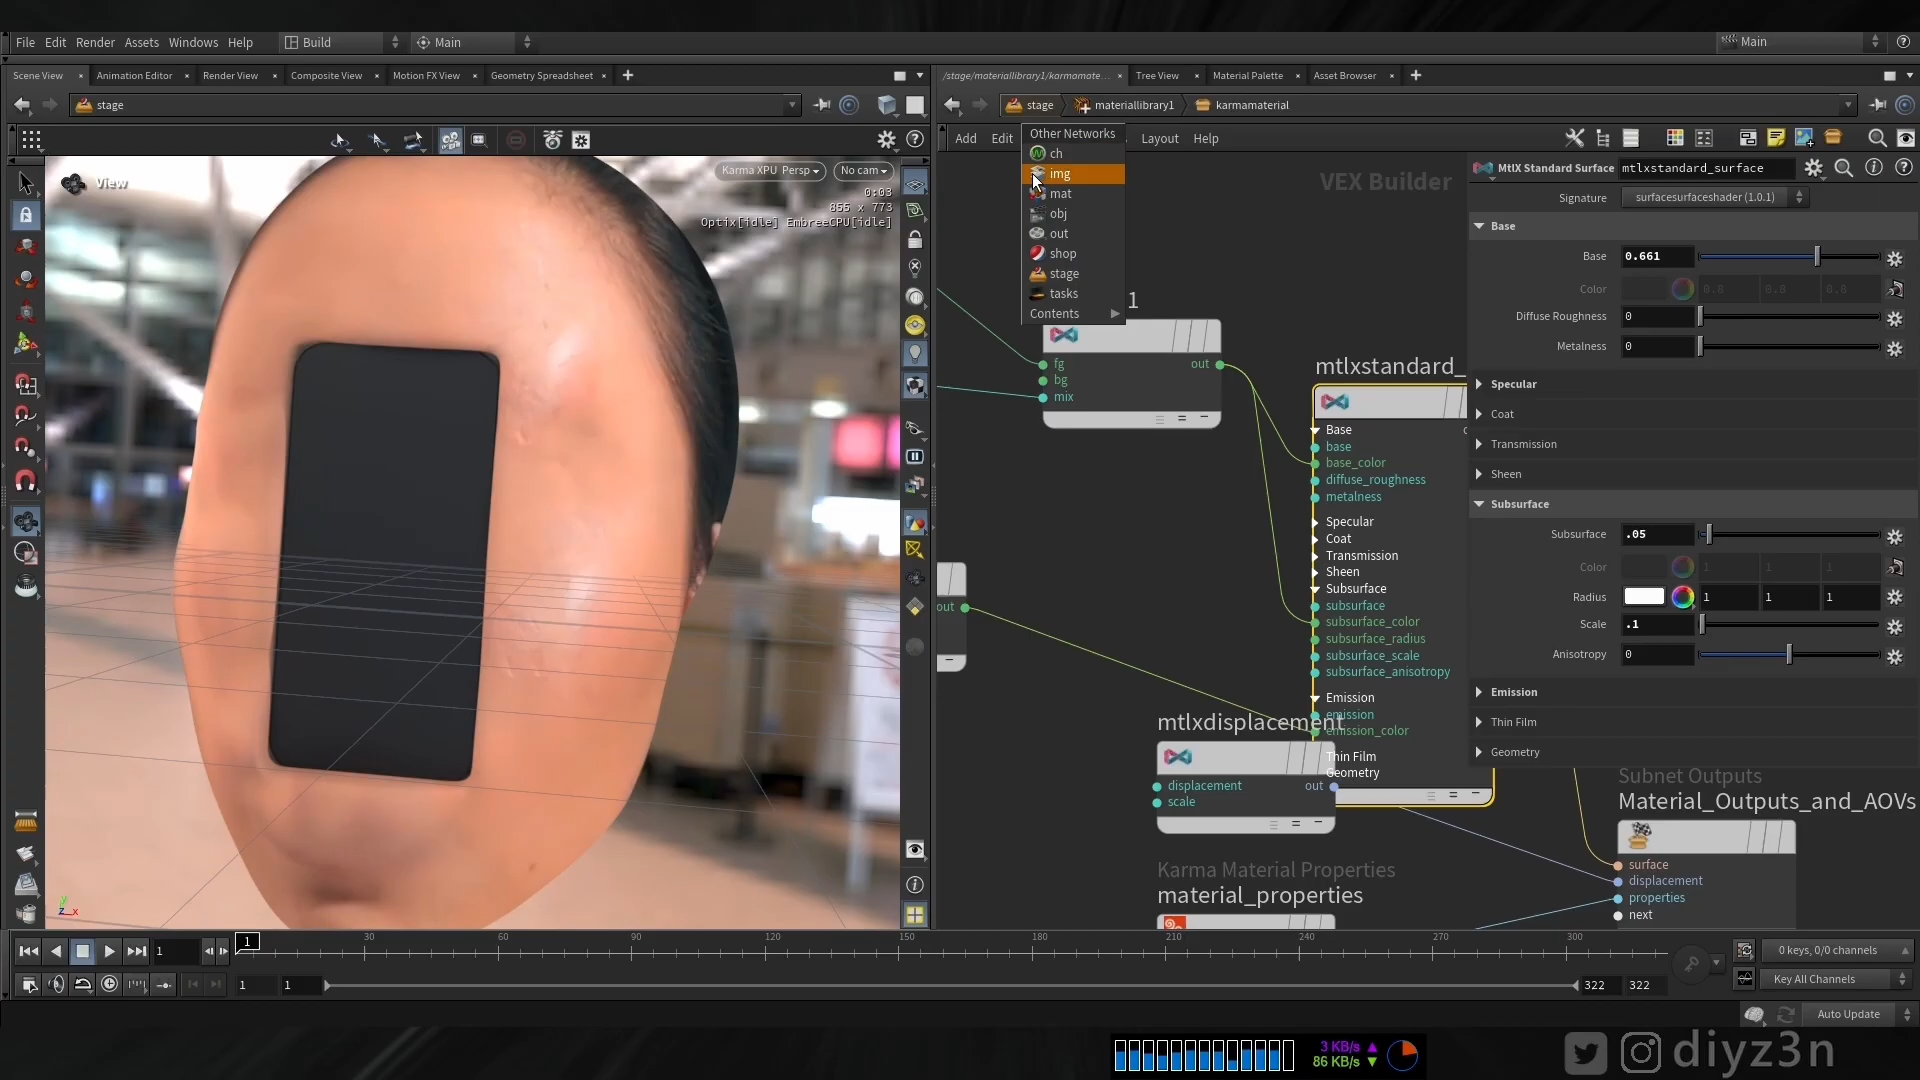 File Edit Render Assets Windows Help Build Main Main
Scene View Animation Editor Render View Composite View Motion FX View Geometry Spreadsheet /stage/materiallibrary1/karmamate... Tree View Material Palette Asset Browser
stage stage materiallibrary1 karmamaterial
Add Edit Layout Help
Other Networks
ch
img
mat
obj
out
shop
stage
tasks
Contents
View
Karma XPU Persp No cam
0:03
855 x 773
Optix[idle] EmbreeCPU[idle]
VEX Builder
1
fg
bg
mix
out
out
mtlxstandard_
Base
base
base_color
diffuse_roughness
metalness
Specular
Coat
Transmission
Sheen
Subsurface
subsurface
subsurface_color
subsurface_radius
subsurface_scale
subsurface_anisotropy
Emission
emission
emission_color
Thin Film
Geometry
mtlxdisplacement
displacement
scale
out
Karma Material Properties
material_properties
MtlX Standard Surface mtlxstandard_surface
Signature surfacesurfaceshader (1.0.1)
Base
Base 0.661
Color 0.8 0.8 0.8
Diffuse Roughness 0
Metalness 0
Specular
Coat
Transmission
Sheen
Subsurface
Subsurface .05
Color 1 1 1
Radius 1 1 1
Scale .1
Anisotropy 0
Emission
Thin Film
Geometry
Subnet Outputs
Material_Outputs_and_AOVs
surface
displacement
properties
next
z x
1 1 30 60 90 120 150 180 210 240 270 300
0 keys, 0/0 channels
1 1 322 322
Key All Channels
Auto Update
3 KB/s
86 KB/s
diyz3n